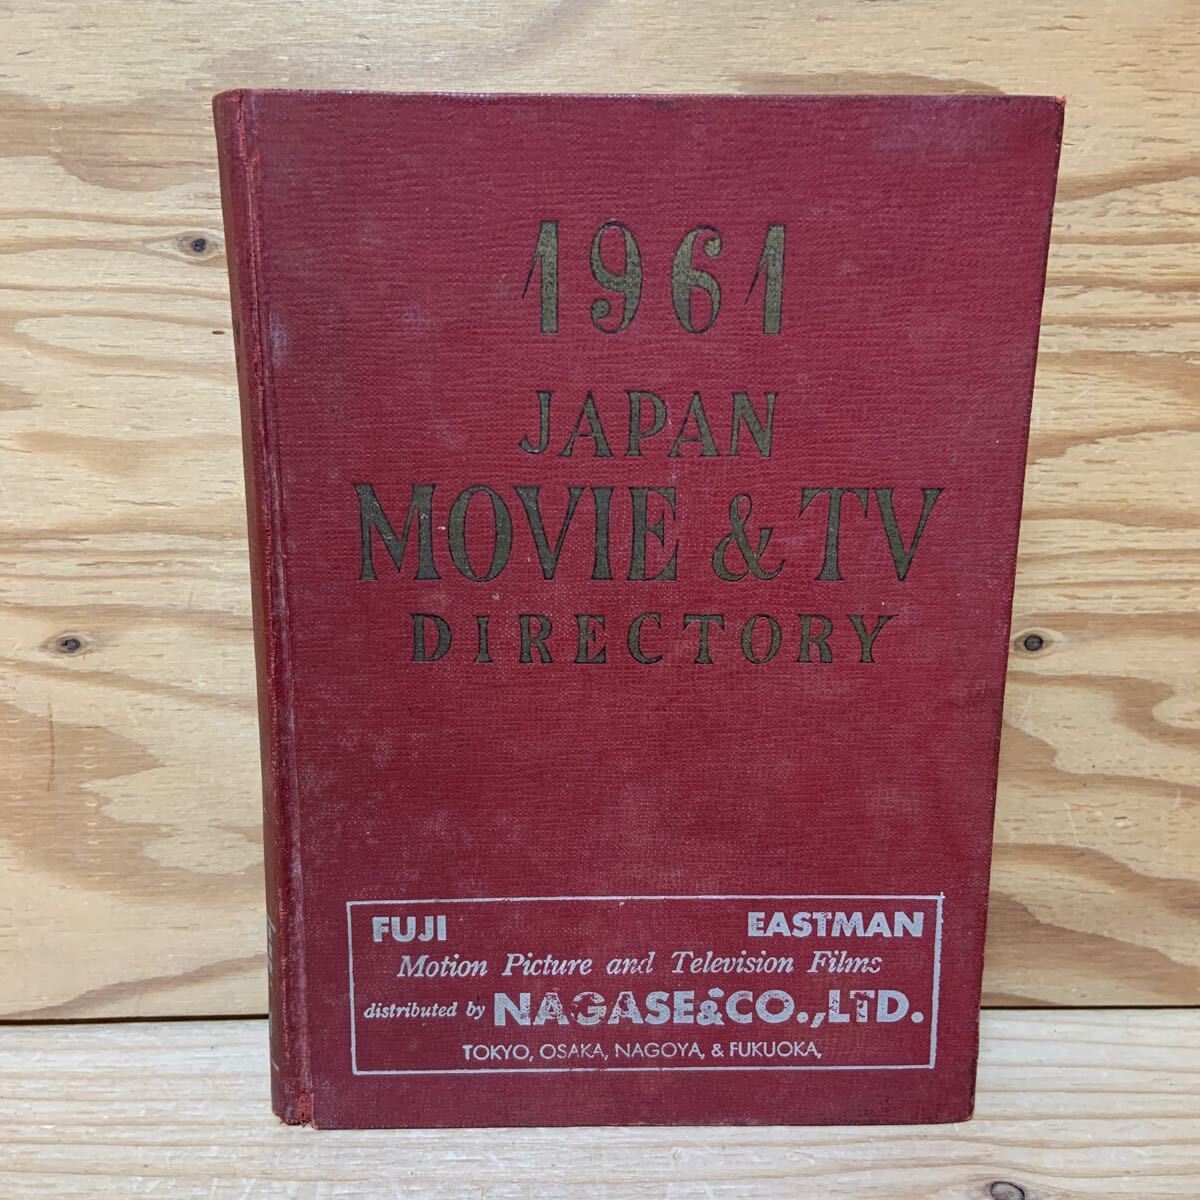 1961
JAPAN
MOVIE & TV
DIRECTORY
FUJI EASTMAN
Motion Picture and Television Films
distributed by NAGASE&CO.,LTD.
TOKYO, OSAKA, NAGOYA, & FUKUOKA,